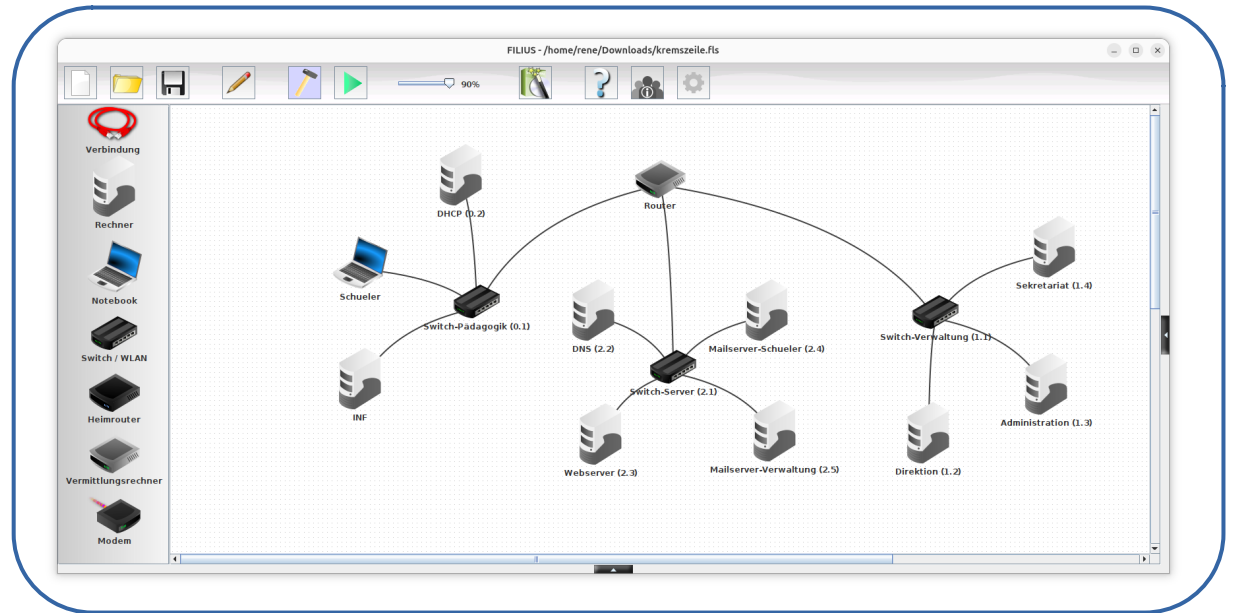 FILIUS - /home/rene/Downloads/kremszeile.fls
90%
Verbindung
Rechner
Notebook
Switch / WLAN
Heimrouter
Vermittlungsrechner
Modem
DHCP (0.2)
Router
Schueler
Switch-Pädagogik (0.1)
INF
DNS (2.2)
Mailserver-Schueler (2.4)
Switch-Server (2.1)
Webserver (2.3)
Mailserver-Verwaltung (2.5)
Sekretariat (1.4)
Switch-Verwaltung (1.1)
Administration (1.3)
Direktion (1.2)